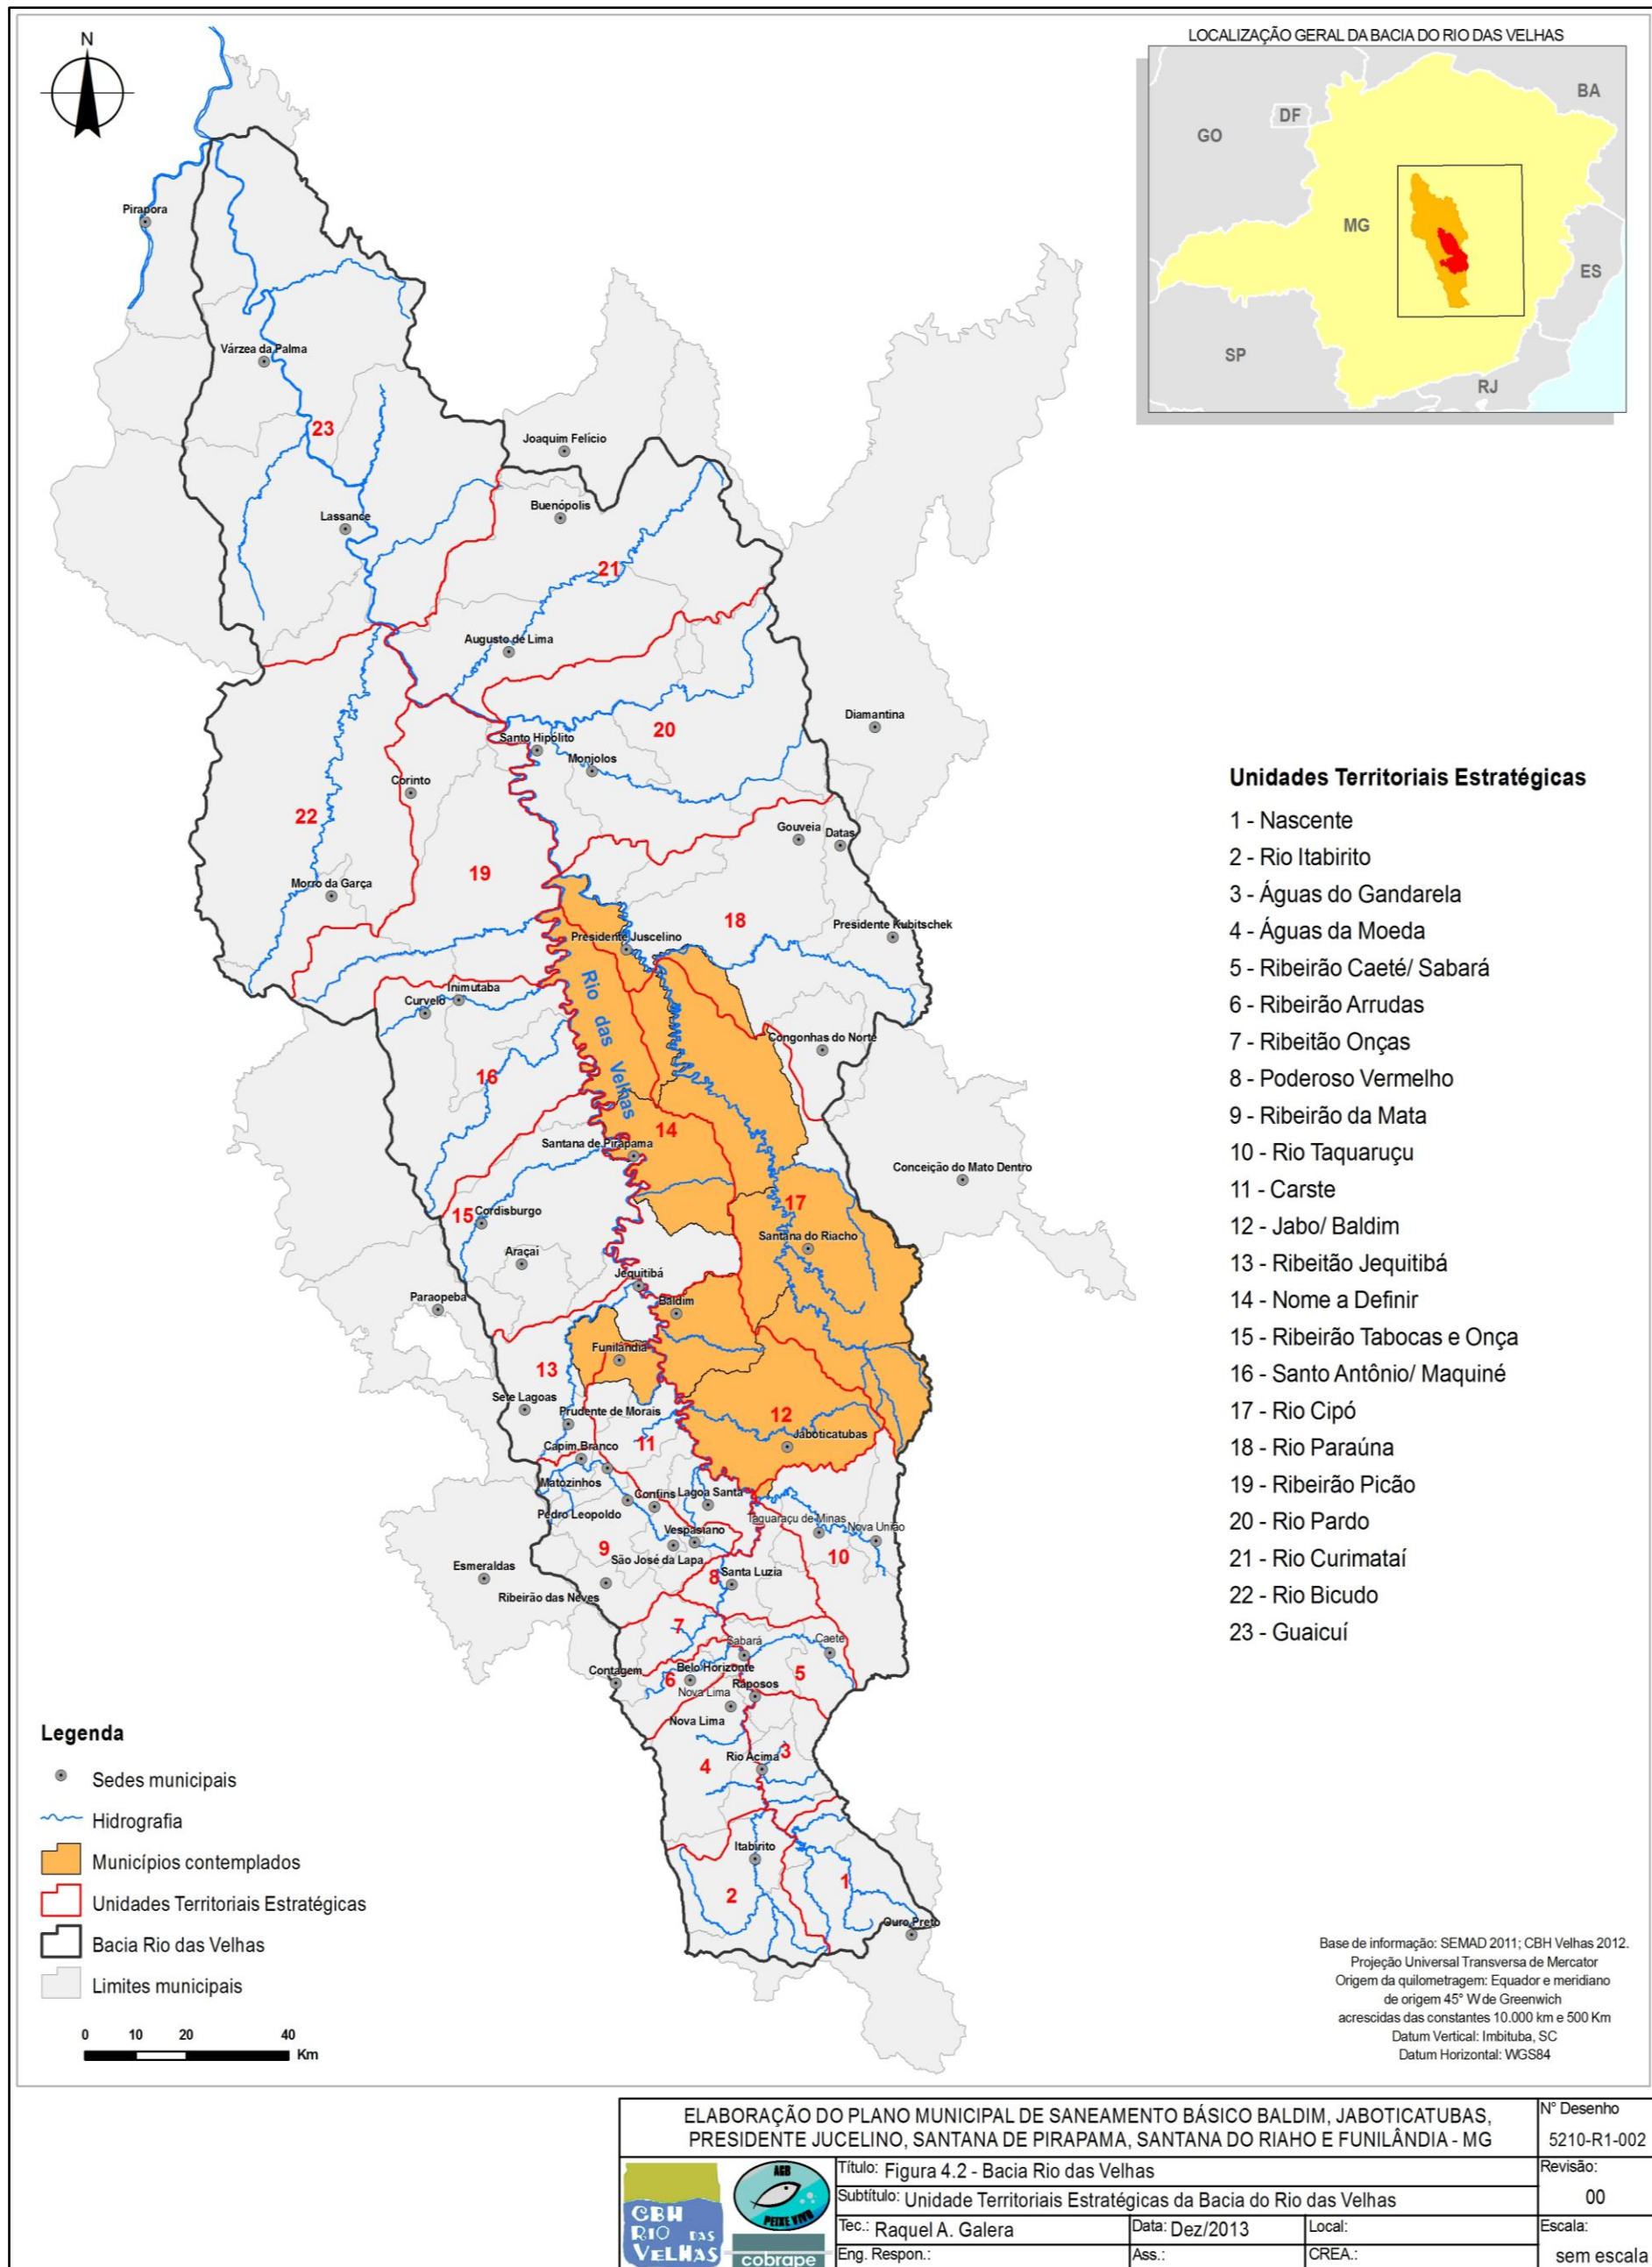 N
LOCALIZAÇÃO GERAL DA BACIA DO RIO DAS VELHAS
BA
DF
GO
MG
ES
SP
RJ
Pirapora
Várzea da Palma
23
Joaquim Felício
Buenópolis
Lassance
21
Augusto de Lima
Diamantina
20
Santo Hipólito
Monjolos
Corinto
22
Gouveia
Datas
19
Morro da Garça
18
Presidente Kubitschek
Presidente Juscelino
Rio das Velhas
Inimutaba
Curvelo
Congonhas do Norte
16
14
Santana de Pirapama
Conceição do Mato Dentro
17
15
Cordisburgo
Santana do Riacho
Araçaí
Jequitibá
Paraopeba
Baldim
Funilândia
13
Sete Lagoas
Prudente de Morais
12
Jaboticatubas
11
Capim Branco
Matozinhos
Confins
Lagoa Santa
Pedro Leopoldo
Taquaraçu de Minas
Nova União
Vespasiano
9
São José da Lapa
10
Esmeraldas
8
Santa Luzia
Ribeirão das Neves
7
Sabará
Caeté
Contagem
Belo Horizonte
6
5
Raposos
Nova Lima
Nova Lima
Rio Acima
3
4
Itabirito
1
2
Ouro Preto
Unidades Territoriais Estratégicas
1 - Nascente
2 - Rio Itabirito
3 - Águas do Gandarela
4 - Águas da Moeda
5 - Ribeirão Caeté/ Sabará
6 - Ribeirão Arrudas
7 - Ribeitão Onças
8 - Poderoso Vermelho
9 - Ribeirão da Mata
10 - Rio Taquaruçu
11 - Carste
12 - Jabo/ Baldim
13 - Ribeitão Jequitibá
14 - Nome a Definir
15 - Ribeirão Tabocas e Onça
16 - Santo Antônio/ Maquiné
17 - Rio Cipó
18 - Rio Paraúna
19 - Ribeirão Picão
20 - Rio Pardo
21 - Rio Curimataí
22 - Rio Bicudo
23 - Guaicuí
Legenda
Sedes municipais
Hidrografia
Municípios contemplados
Unidades Territoriais Estratégicas
Bacia Rio das Velhas
Limites municipais
0 10 20 40
Km
Base de informação: SEMAD 2011; CBH Velhas 2012.
Projeção Universal Transversa de Mercator
Origem da quilometragem: Equador e meridiano
de origem 45° W de Greenwich
acrescidas das constantes 10.000 km e 500 Km
Datum Vertical: Imbituba, SC
Datum Horizontal: WGS84
ELABORAÇÃO DO PLANO MUNICIPAL DE SANEAMENTO BÁSICO BALDIM, JABOTICATUBAS,
PRESIDENTE JUCELINO, SANTANA DE PIRAPAMA, SANTANA DO RIAHO E FUNILÂNDIA - MG
N° Desenho
5210-R1-002
CBH
RIO DAS
VELHAS
AGB
PEIXE VIVO
cobrape
Título: Figura 4.2 - Bacia Rio das Velhas
Revisão:
00
Subtítulo: Unidade Territoriais Estratégicas da Bacia do Rio das Velhas
Tec.: Raquel A. Galera
Data: Dez/2013
Local:
Escala:
sem escala
Eng. Respon.:
Ass.:
CREA.: